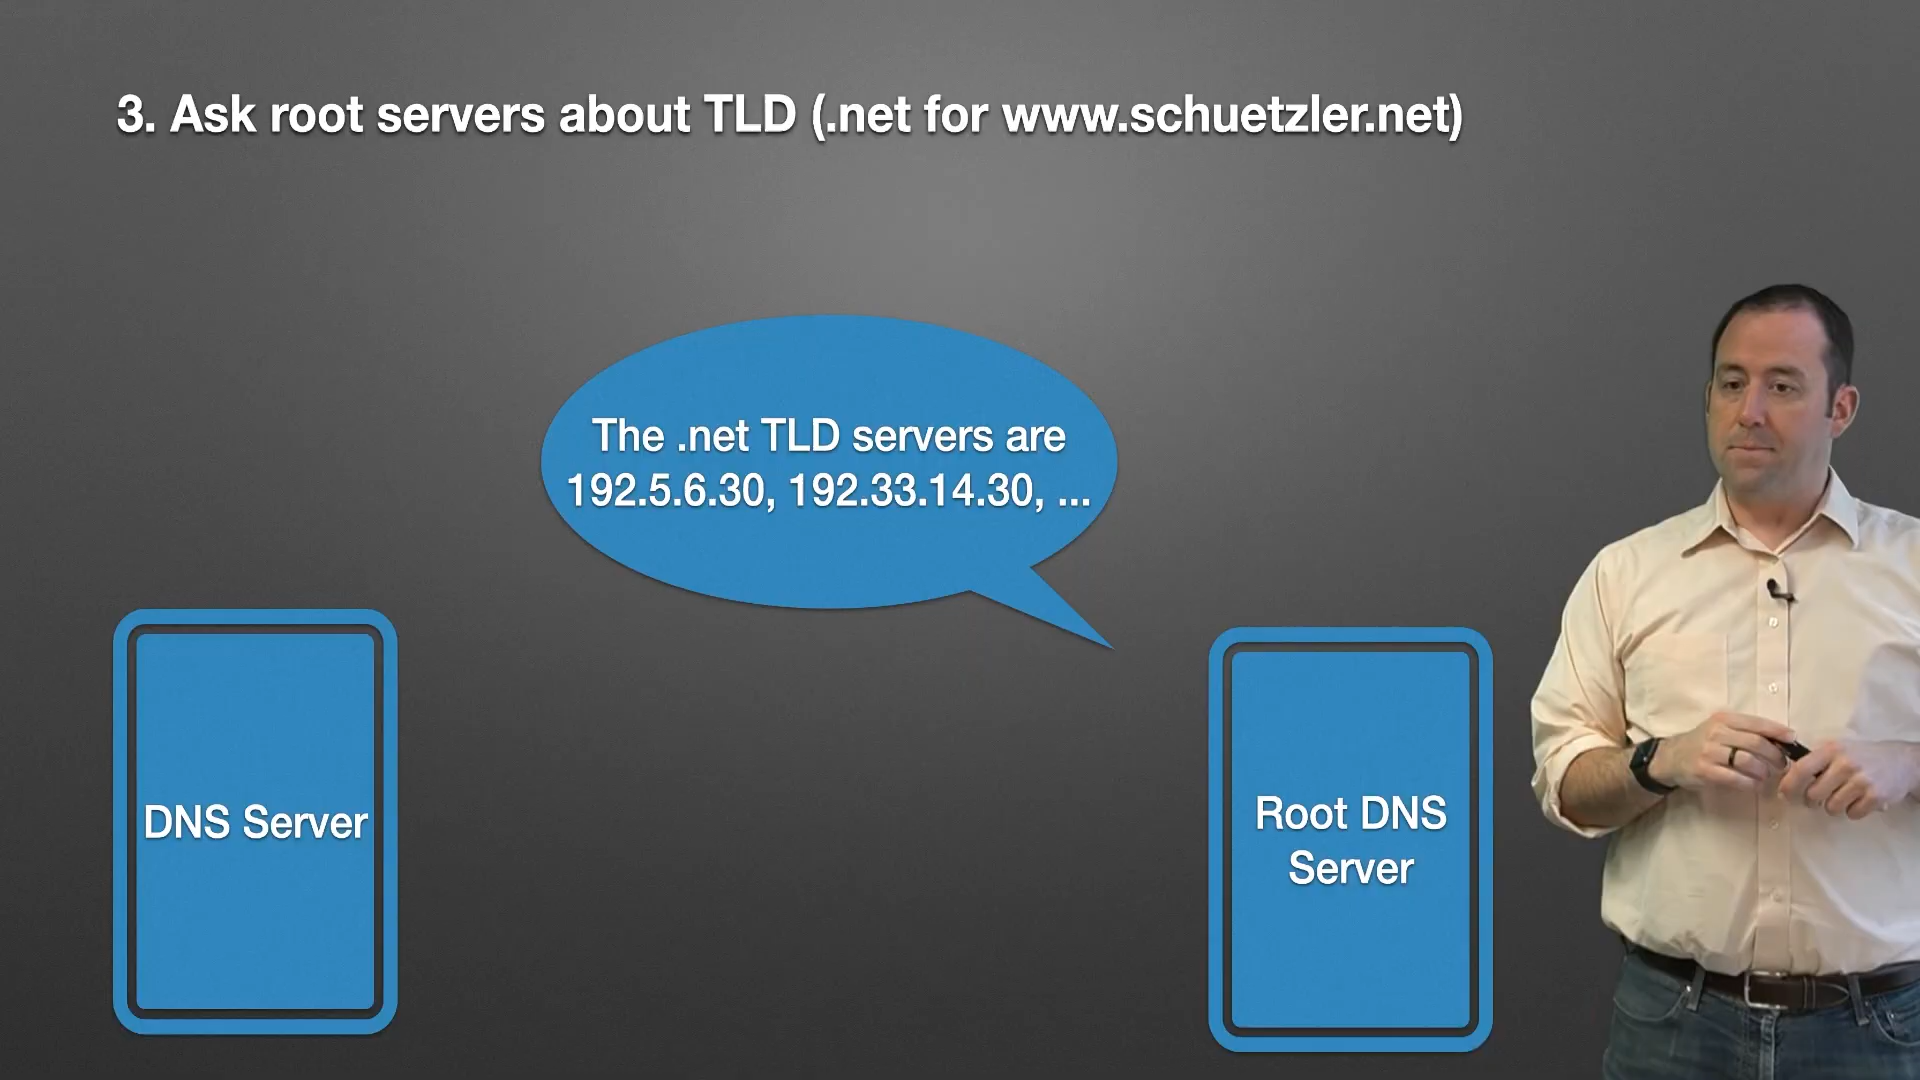 3. Ask root servers about TLD (.net for www.schuetzler.net)
The .net TLD servers are
192.5.6.30, 192.33.14.30, ...
DNS Server
Root DNS
Server